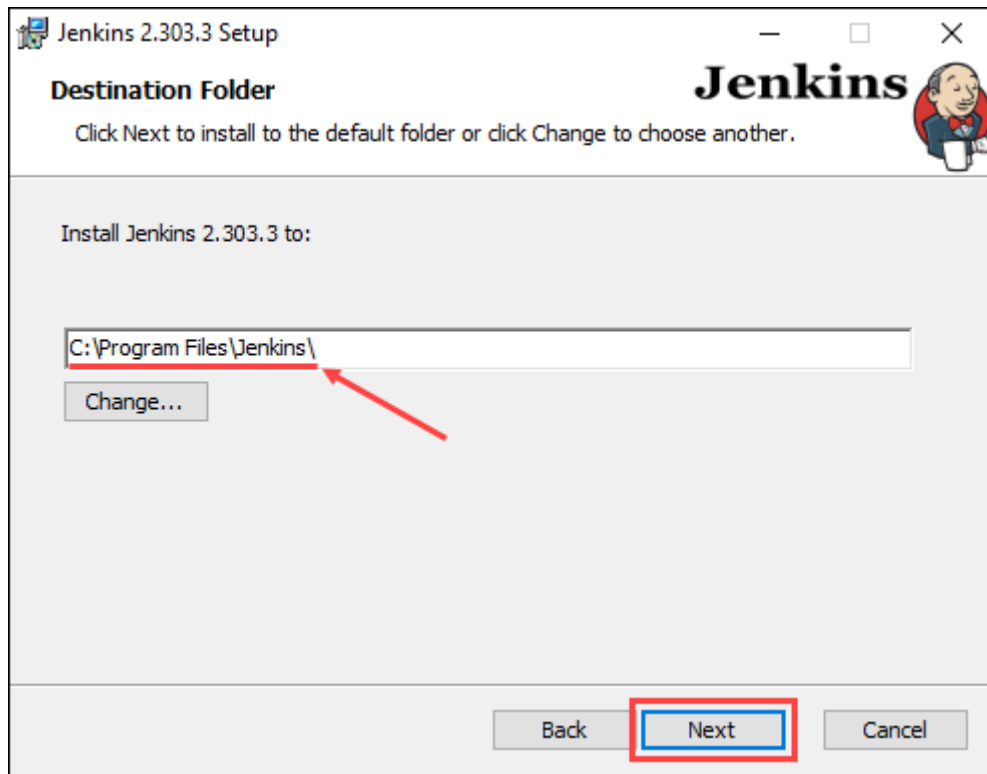 Jenkins 2.303.3 Setup
Destination Folder
Jenkins
Click Next to install to the default folder or click Change to choose another.
Install Jenkins 2.303.3 to:
C:\Program Files\Jenkins\
Change...
Back Next Cancel